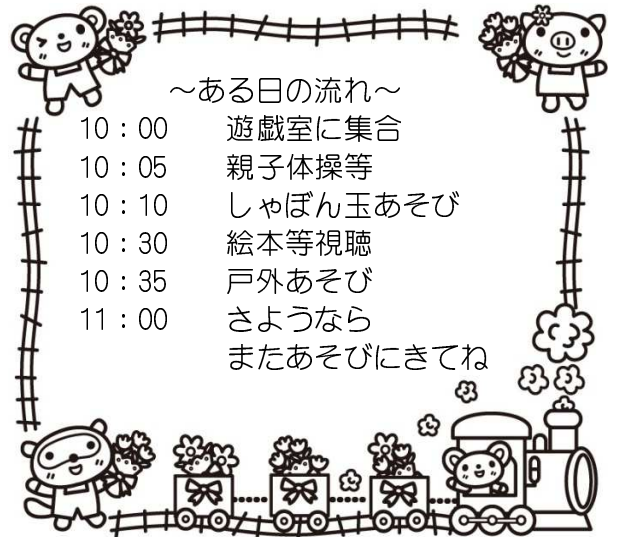 ～ある日の流れ～
10：00　遊戯室に集合
10：05　親子体操等
10：10　しゃぼん玉あそび
10：30　絵本等視聴
10：35　戸外あそび
11：00　さようなら
またあそびにきてね